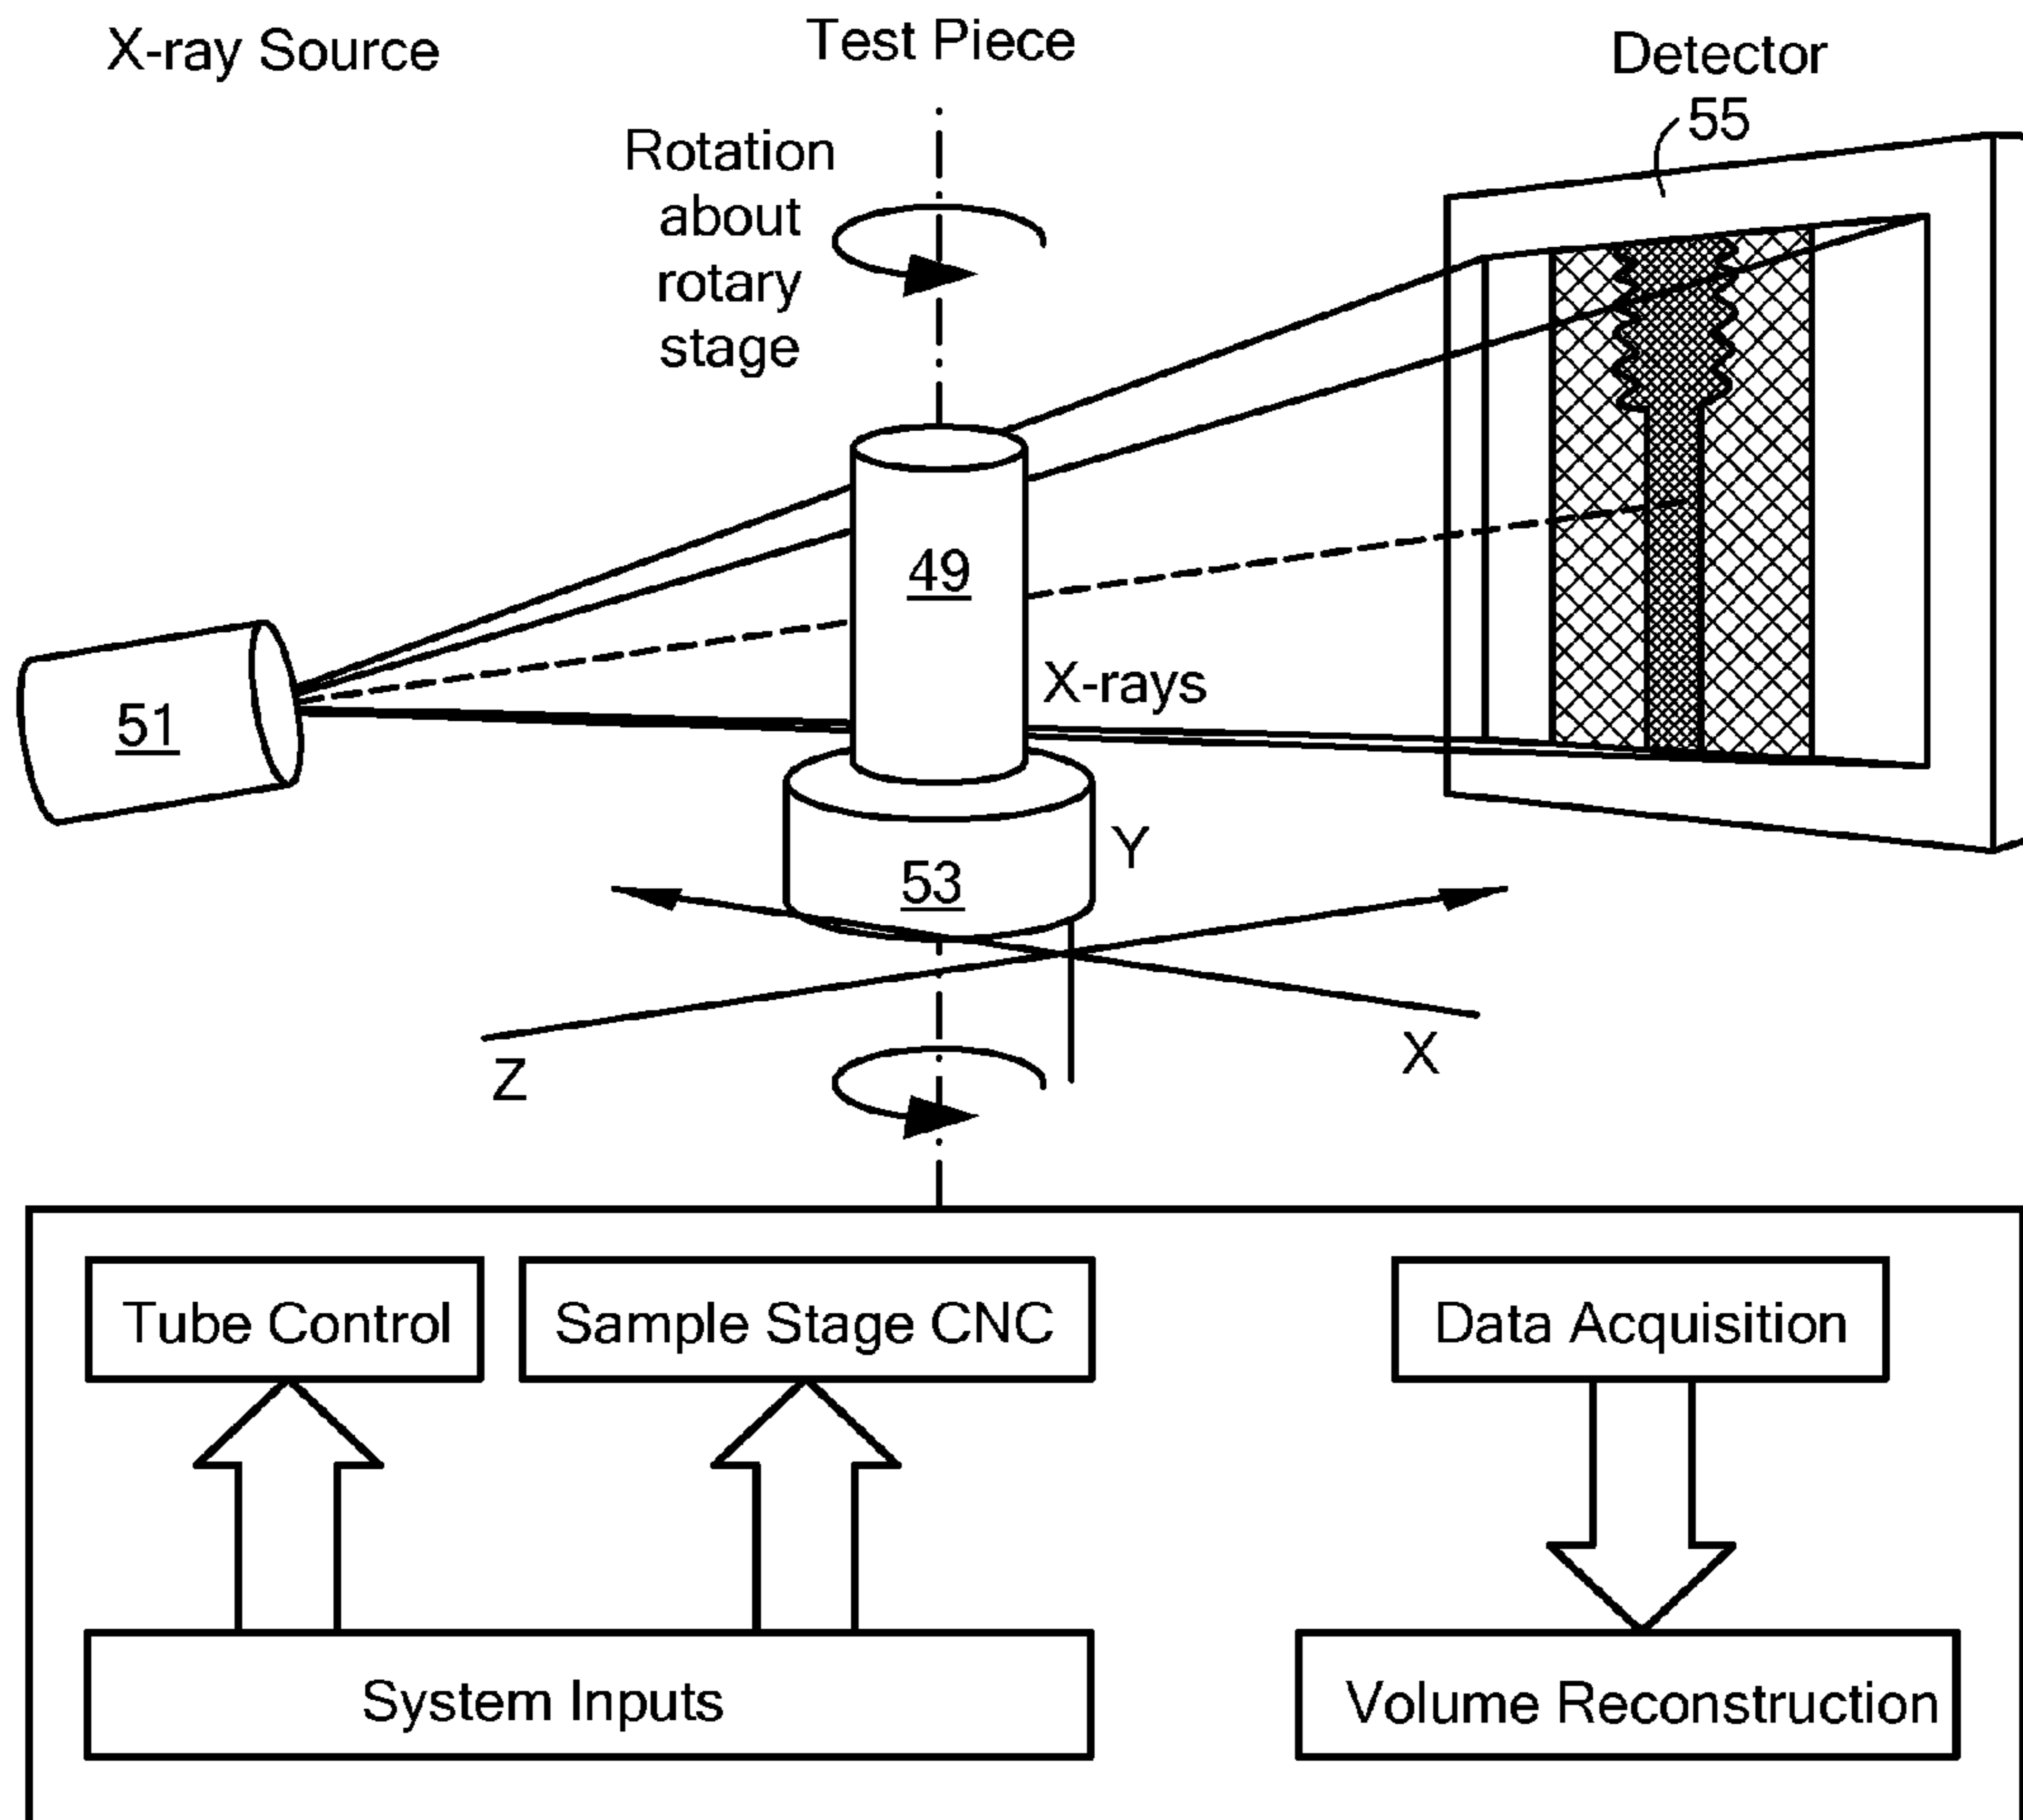 X-ray Source
Test Piece
Detector
55
Rotation
about
rotary
stage
49
X-rays
51
53
Y
Z
X
Tube Control
Sample Stage CNC
Data Acquisition
System Inputs
Volume Reconstruction